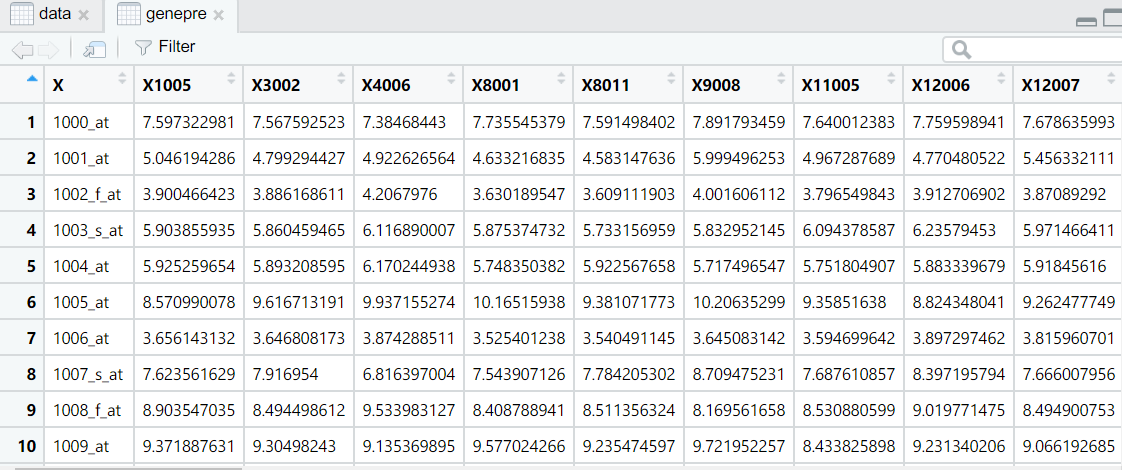 data genepre
Filter
X X1005 X3002 X4006 X8001 X8011 X9008 X11005 X12006 X12007
1 1000_at 7.597322981 7.567592523 7.38468443 7.735545379 7.591498402 7.891793459 7.640012383 7.759598941 7.678635993
2 1001_at 5.046194286 4.799294427 4.922626564 4.633216835 4.583147636 5.999496253 4.967287689 4.770480522 5.456332111
3 1002_f_at 3.900466423 3.886168611 4.2067976 3.630189547 3.609111903 4.001606112 3.796549843 3.912706902 3.87089292
4 1003_s_at 5.903855935 5.860459465 6.116890007 5.875374732 5.733156959 5.832952145 6.094378587 6.23579453 5.971466411
5 1004_at 5.925259654 5.893208595 6.170244938 5.748350382 5.922567658 5.717496547 5.751804907 5.883339679 5.91845616
6 1005_at 8.570990078 9.616713191 9.937155274 10.16515938 9.381071773 10.20635299 9.35851638 8.824348041 9.262477749
7 1006_at 3.656143132 3.646808173 3.874288511 3.525401238 3.540491145 3.645083142 3.594699642 3.897297462 3.815960701
8 1007_s_at 7.623561629 7.916954 6.816397004 7.543907126 7.784205302 8.709475231 7.687610857 8.397195794 7.666007956
9 1008_f_at 8.903547035 8.494498612 9.533983127 8.408788941 8.511356324 8.169561658 8.530880599 9.019771475 8.494900753
10 1009_at 9.371887631 9.30498243 9.135369895 9.577024266 9.235474597 9.721952257 8.433825898 9.231340206 9.066192685